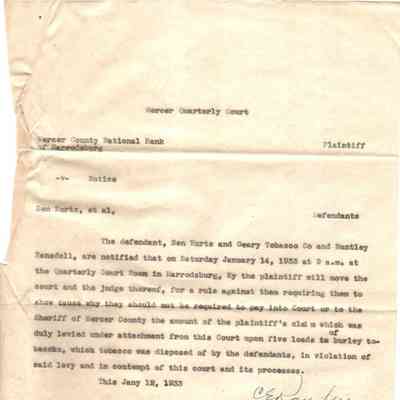 Mercer Quarterly Court
Mercer County National Bank
of Harrodsburg Plaintiff
-v- Notice
Ben Kurtz, et al, Defendants
The defendant, Ben Kurtz and Geary Tobacco Co and Huntley
Ransdell, are notified that on Saturday January 14, 1933 at 9 a.m. at
the Quarterly Court Room in Harrodsburg, Ky the plaintiff will move the
court and the judge thereof, for a rule against them requiring them to
show cause why they should not be required to pay into Court or to the
Sheriff of Mercer County the amount of the plaintiff's claim which was
of
duly levied under attachment from this Court upon five loads burley to-
bacco, which tobacco was disposed of by the defendants, in violation of
said levy and in contempt of this court and its processes.
This Jany 12, 1933